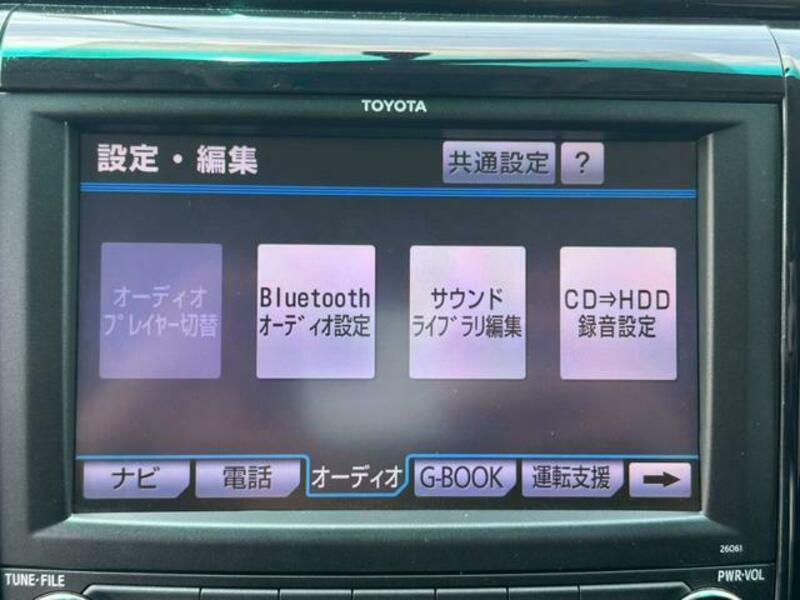 TOYOTA
設定・編集
共通設定
?
オーディオ
プレイヤー切替
Bluetooth
オーディオ設定
サウンド
ライブラリ編集
CD⇒HDD
録音設定
ナビ
電話
オーディオ
G-BOOK
運転支援
→
26061
TUNE・FILE
PWR・VOL